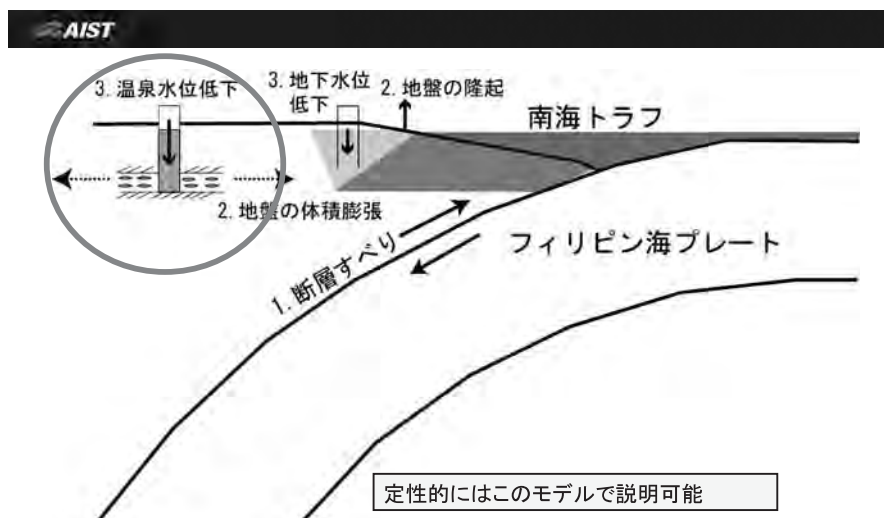 AIST
3. 温泉水位低下
3. 地下水位
低下
2. 地盤の隆起
南海トラフ
2. 地盤の体積膨張
1. 断層すべり
フィリピン海プレート
定性的にはこのモデルで説明可能